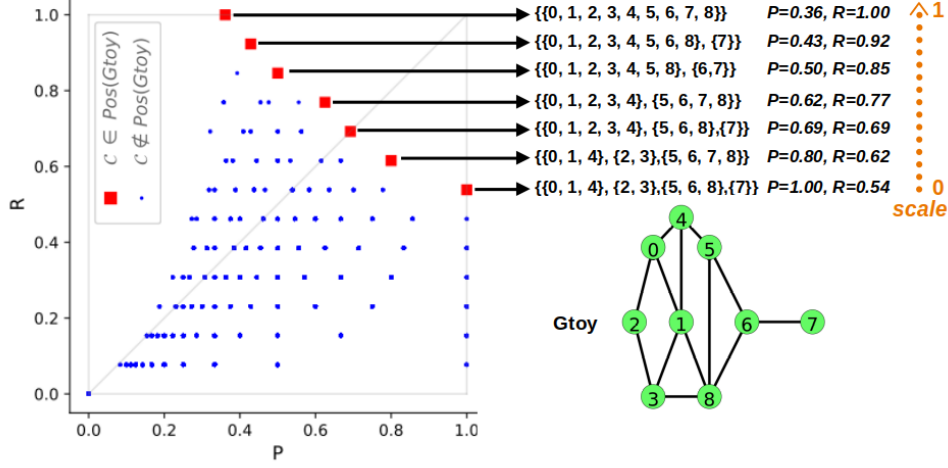 1.0
0.8
0.6
0.4
0.2
0.0
R
0.0 0.2 0.4 0.6 0.8 1.0
P
C ∈ Pos(Gtoy)
C ∉ Pos(Gtoy)
{{0, 1, 2, 3, 4, 5, 6, 7, 8}} P=0.36, R=1.00
{{0, 1, 2, 3, 4, 5, 6, 8}, {7}} P=0.43, R=0.92
{{0, 1, 2, 3, 4, 5, 8}, {6,7}} P=0.50, R=0.85
{{0, 1, 2, 3, 4}, {5, 6, 7, 8}} P=0.62, R=0.77
{{0, 1, 2, 3, 4}, {5, 6, 8},{7}} P=0.69, R=0.69
{{0, 1, 4}, {2, 3},{5, 6, 7, 8}} P=0.80, R=0.62
{{0, 1, 4}, {2, 3},{5, 6, 8},{7}} P=1.00, R=0.54
1
0
scale
Gtoy
4
0
5
2
1
6
7
3
8